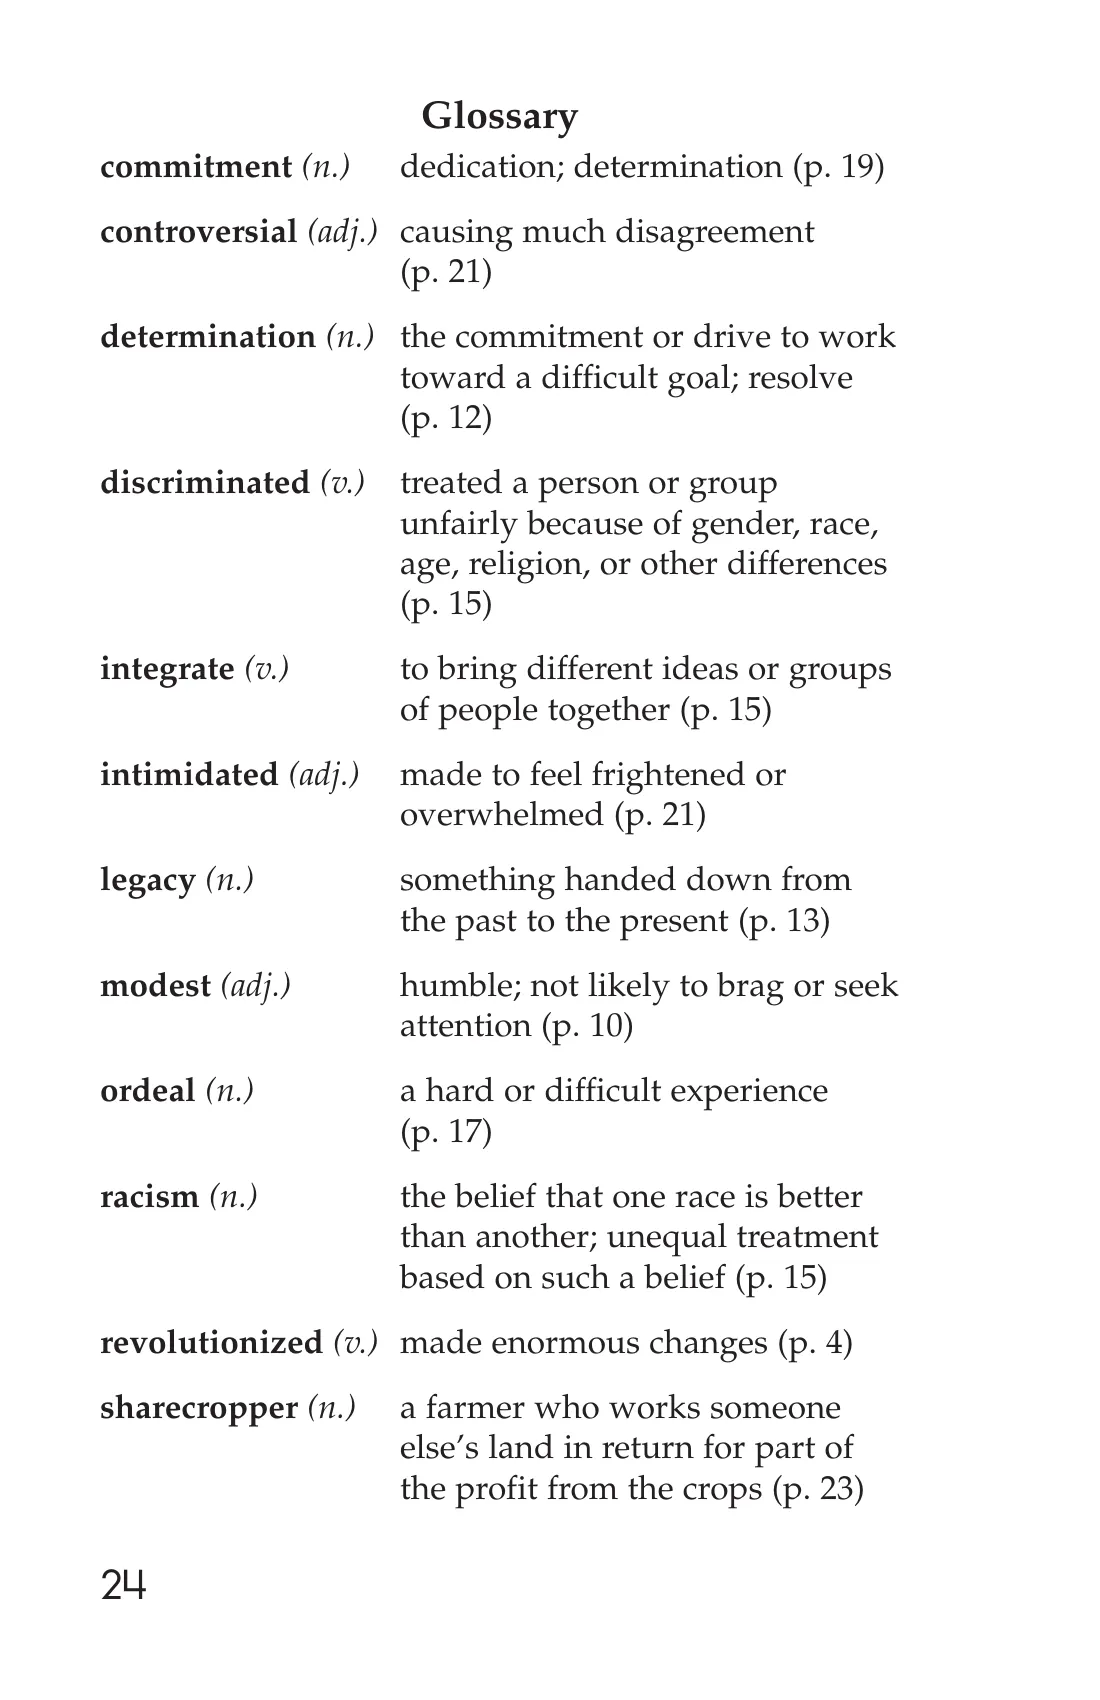 Glossary
commitment (n.) dedication; determination (p. 19)
controversial (adj.) causing much disagreement
(p. 21)
determination (n.) the commitment or drive to work
toward a difficult goal; resolve
(p. 12)
discriminated (v.) treated a person or group
unfairly because of gender, race,
age, religion, or other differences
(p. 15)
integrate (v.) to bring different ideas or groups
of people together (p. 15)
intimidated (adj.) made to feel frightened or
overwhelmed (p. 21)
legacy (n.) something handed down from
the past to the present (p. 13)
modest (adj.) humble; not likely to brag or seek
attention (p. 10)
ordeal (n.) a hard or difficult experience
(p. 17)
racism (n.) the belief that one race is better
than another; unequal treatment
based on such a belief (p. 15)
revolutionized (v.) made enormous changes (p. 4)
sharecropper (n.) a farmer who works someone
else’s land in return for part of
the profit from the crops (p. 23)
24